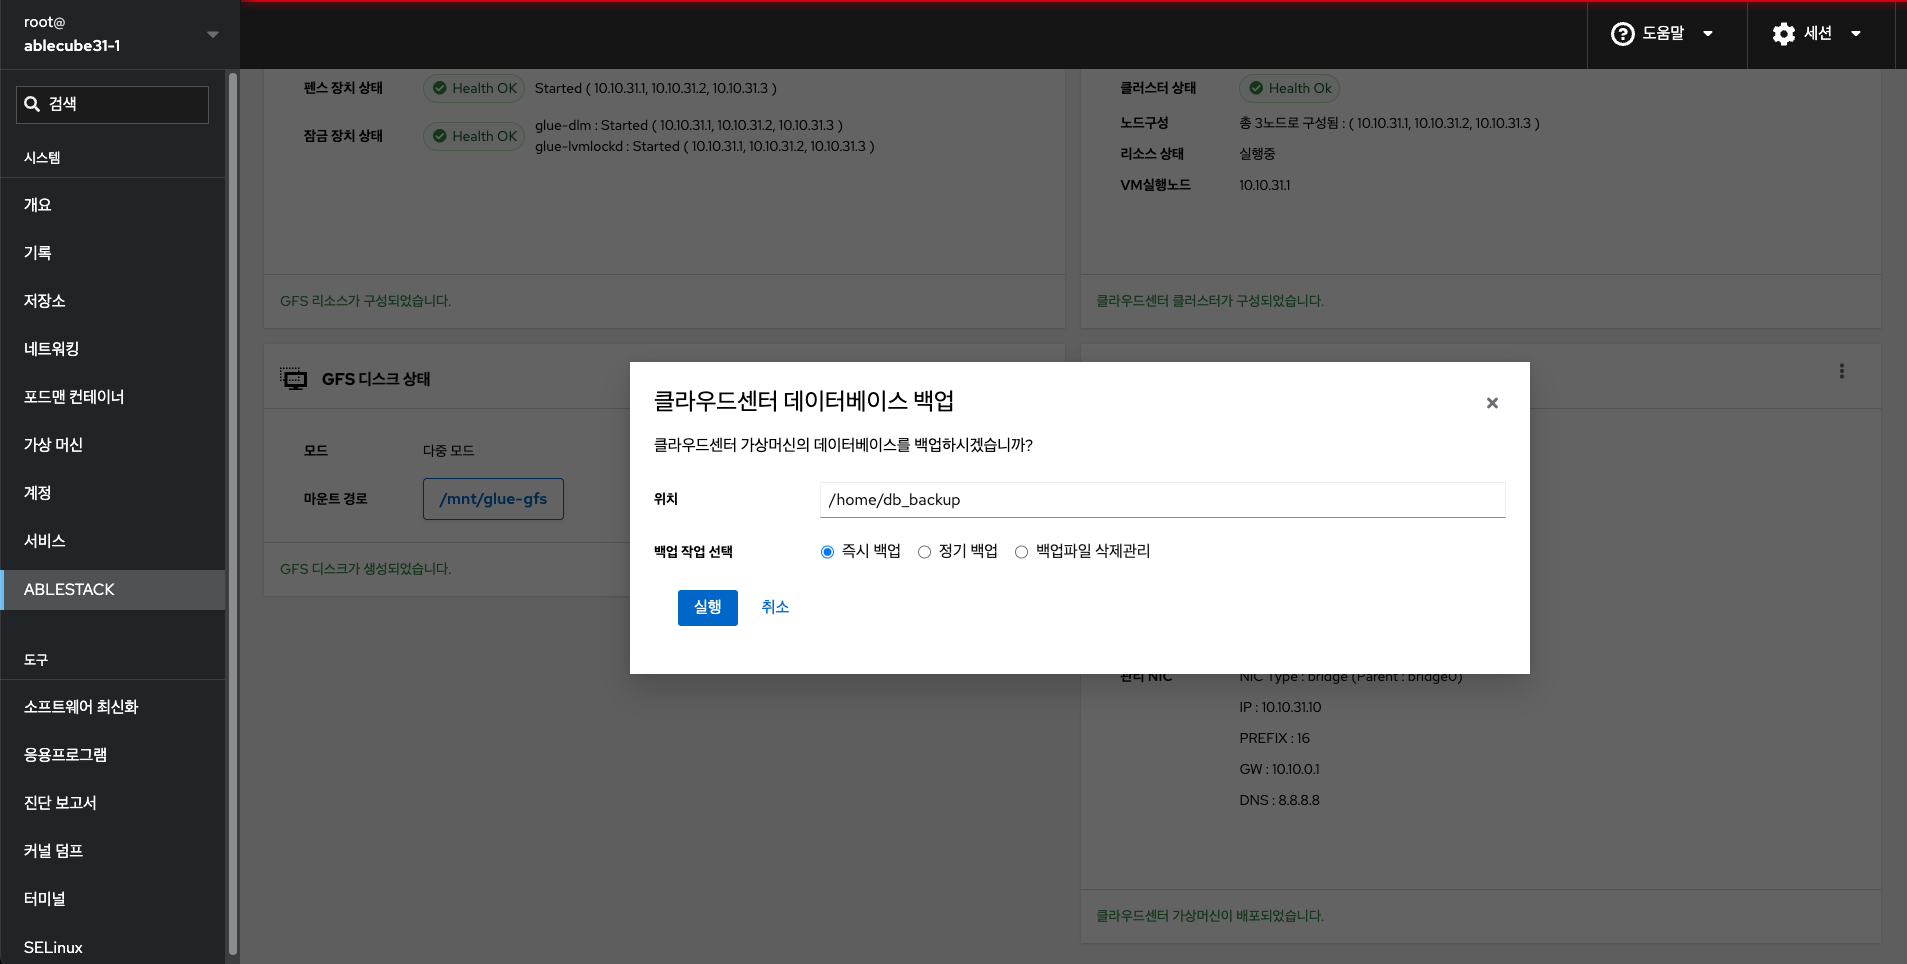 root@
ablecube31-1
도움말
세션
검색
시스템
개요
기록
저장소
네트워킹
포드맨 컨테이너
가상 머신
계정
서비스
ABLESTACK
도구
소프트웨어 최신화
응용프로그램
진단 보고서
커널 덤프
터미널
SELinux
펜스 장치 상태 Health OK Started ( 10.10.31.1, 10.10.31.2, 10.10.31.3 )
잠금 장치 상태 Health OK glue-dlm : Started ( 10.10.31.1, 10.10.31.2, 10.10.31.3 )
glue-lvmlockd : Started ( 10.10.31.1, 10.10.31.2, 10.10.31.3 )
GFS 리소스가 구성되었습니다.
클러스터 상태 Health Ok
노드구성 총 3노드로 구성됨 : ( 10.10.31.1, 10.10.31.2, 10.10.31.3 )
리소스 상태 실행중
VM실행노드 10.10.31.1
클라우드센터 클러스터가 구성되었습니다.
GFS 디스크 상태
모드 다중 모드
마운트 경로 /mnt/glue-gfs
GFS 디스크가 생성되었습니다.
클라우드센터 데이터베이스 백업
클라우드센터 가상머신의 데이터베이스를 백업하시겠습니까?
위치 /home/db_backup
백업 작업 선택 즉시 백업 정기 백업 백업파일 삭제관리
실행 취소
관리 NIC NIC Type : bridge (Parent : bridge0)
IP : 10.10.31.10
PREFIX : 16
GW : 10.10.0.1
DNS : 8.8.8.8
클라우드센터 가상머신이 배포되었습니다.